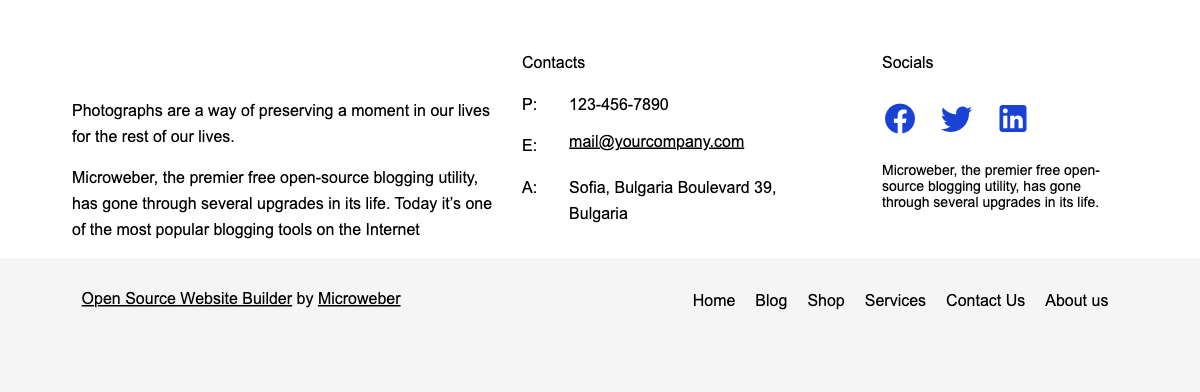 Photographs are a way of preserving a moment in our lives
for the rest of our lives.
Microweber, the premier free open-source blogging utility,
has gone through several upgrades in its life. Today it’s one
of the most popular blogging tools on the Internet
Contacts
P: 123-456-7890
E: mail@yourcompany.com
A: Sofia, Bulgaria Boulevard 39,
Bulgaria
Socials
Microweber, the premier free open-
source blogging utility, has gone
through several upgrades in its life.
Open Source Website Builder by Microweber
Home Blog Shop Services Contact Us About us